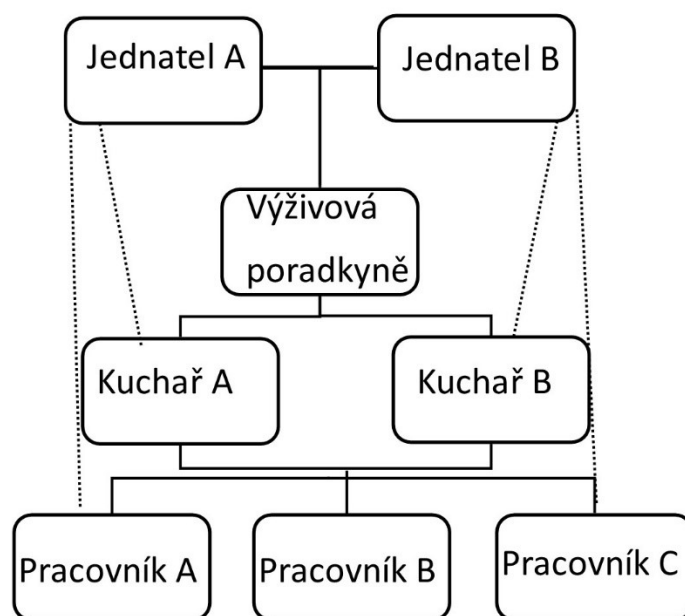 Jednatel A
Jednatel B
Výživová
poradkyně
Kuchař A
Kuchař B
Pracovník A
Pracovník B
Pracovník C